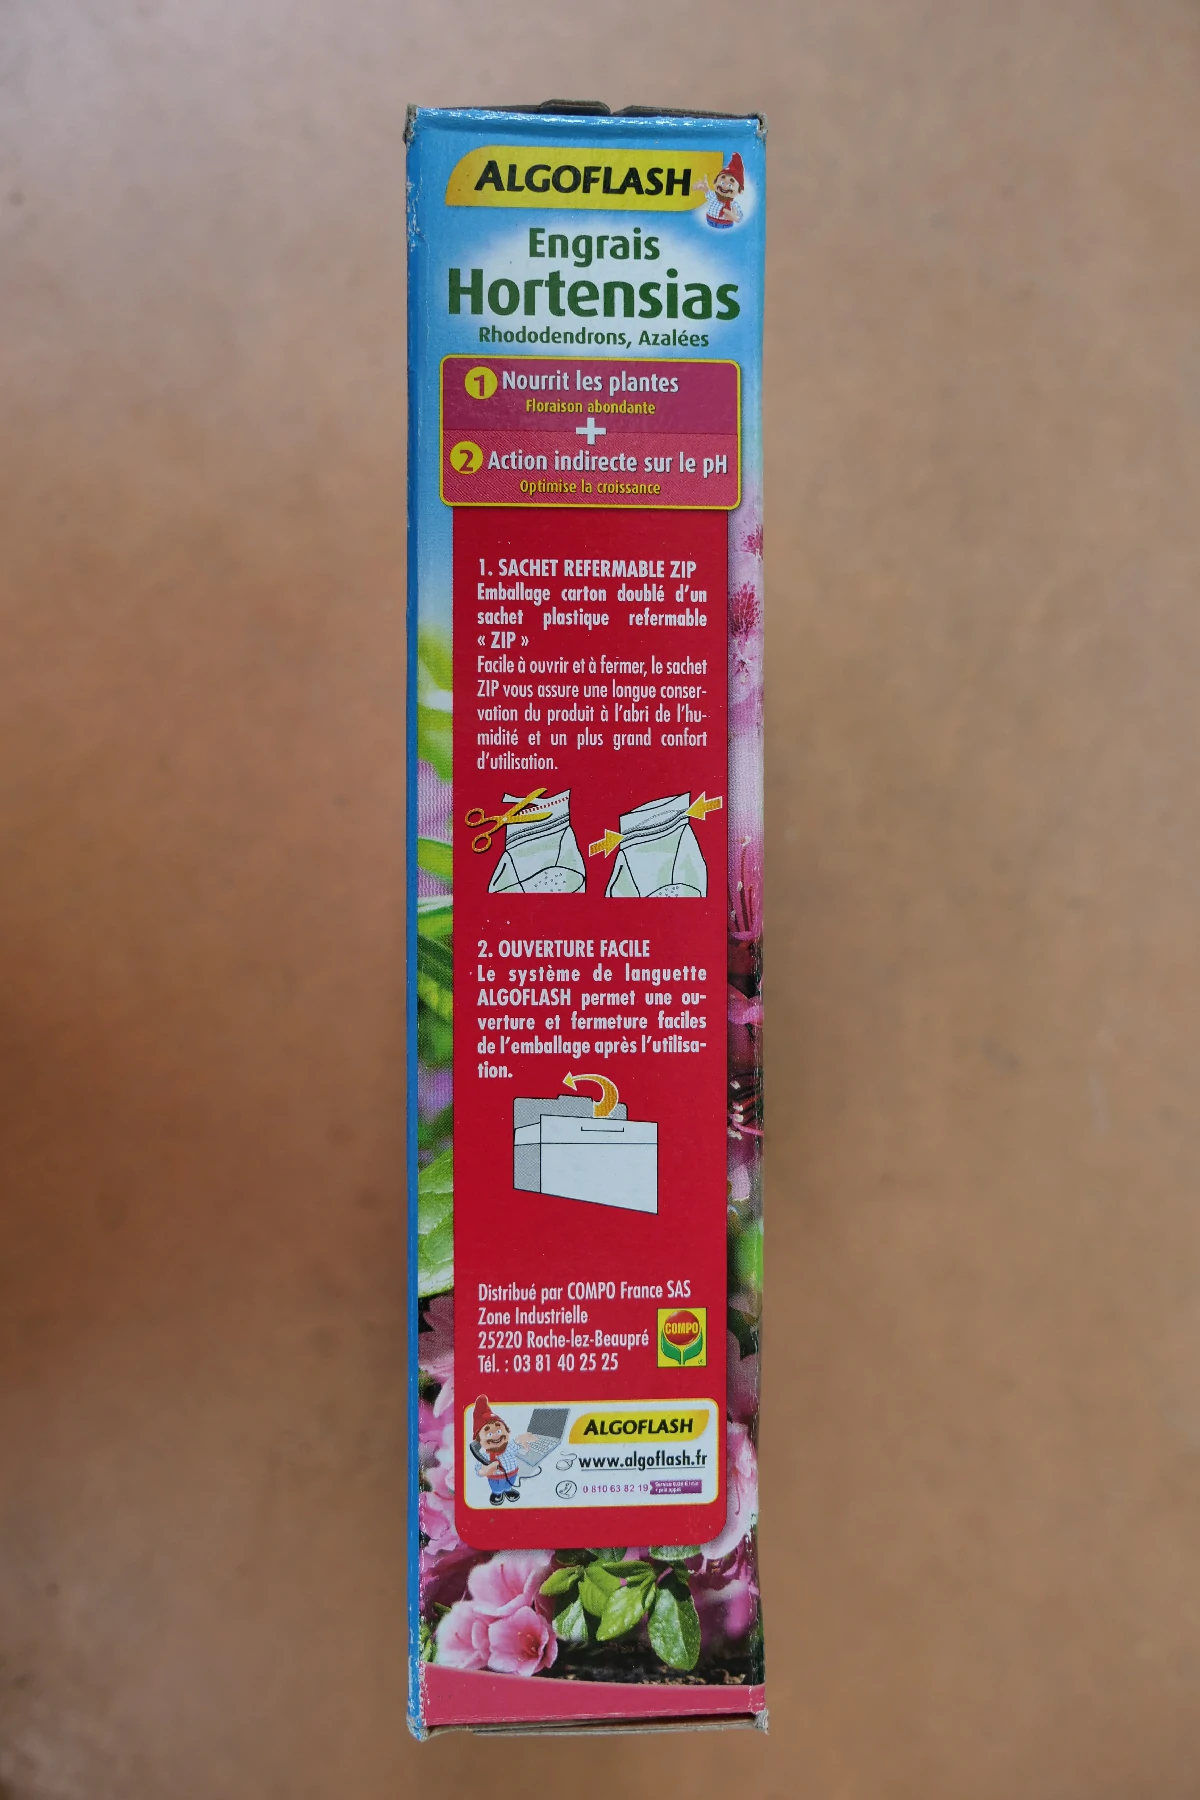 ALGOFLASH
Engrais
Hortensias
Rhododendrons, Azalées
1 Nourrit les plantes
Floraison abondante
+
2 Action indirecte sur le pH
Optimise la croissance
1. SACHET REFERMABLE ZIP
Emballage carton doublé d'un
sachet plastique refermable
« ZIP »
Facile à ouvrir et à fermer, le sachet
ZIP vous assure une longue conser-
vation du produit à l'abri de l'hu-
midité et un plus grand confort
d'utilisation.
2. OUVERTURE FACILE
Le système de languette
ALGOFLASH permet une ou-
verture et fermeture faciles
de l'emballage après l'utilisa-
tion.
Distribué par COMPO France SAS
Zone Industrielle
25220 Roche-lez-Beaupré
Tél. : 03 81 40 25 25
COMPO
ALGOFLASH
www.algoflash.fr
0 810 63 82 19